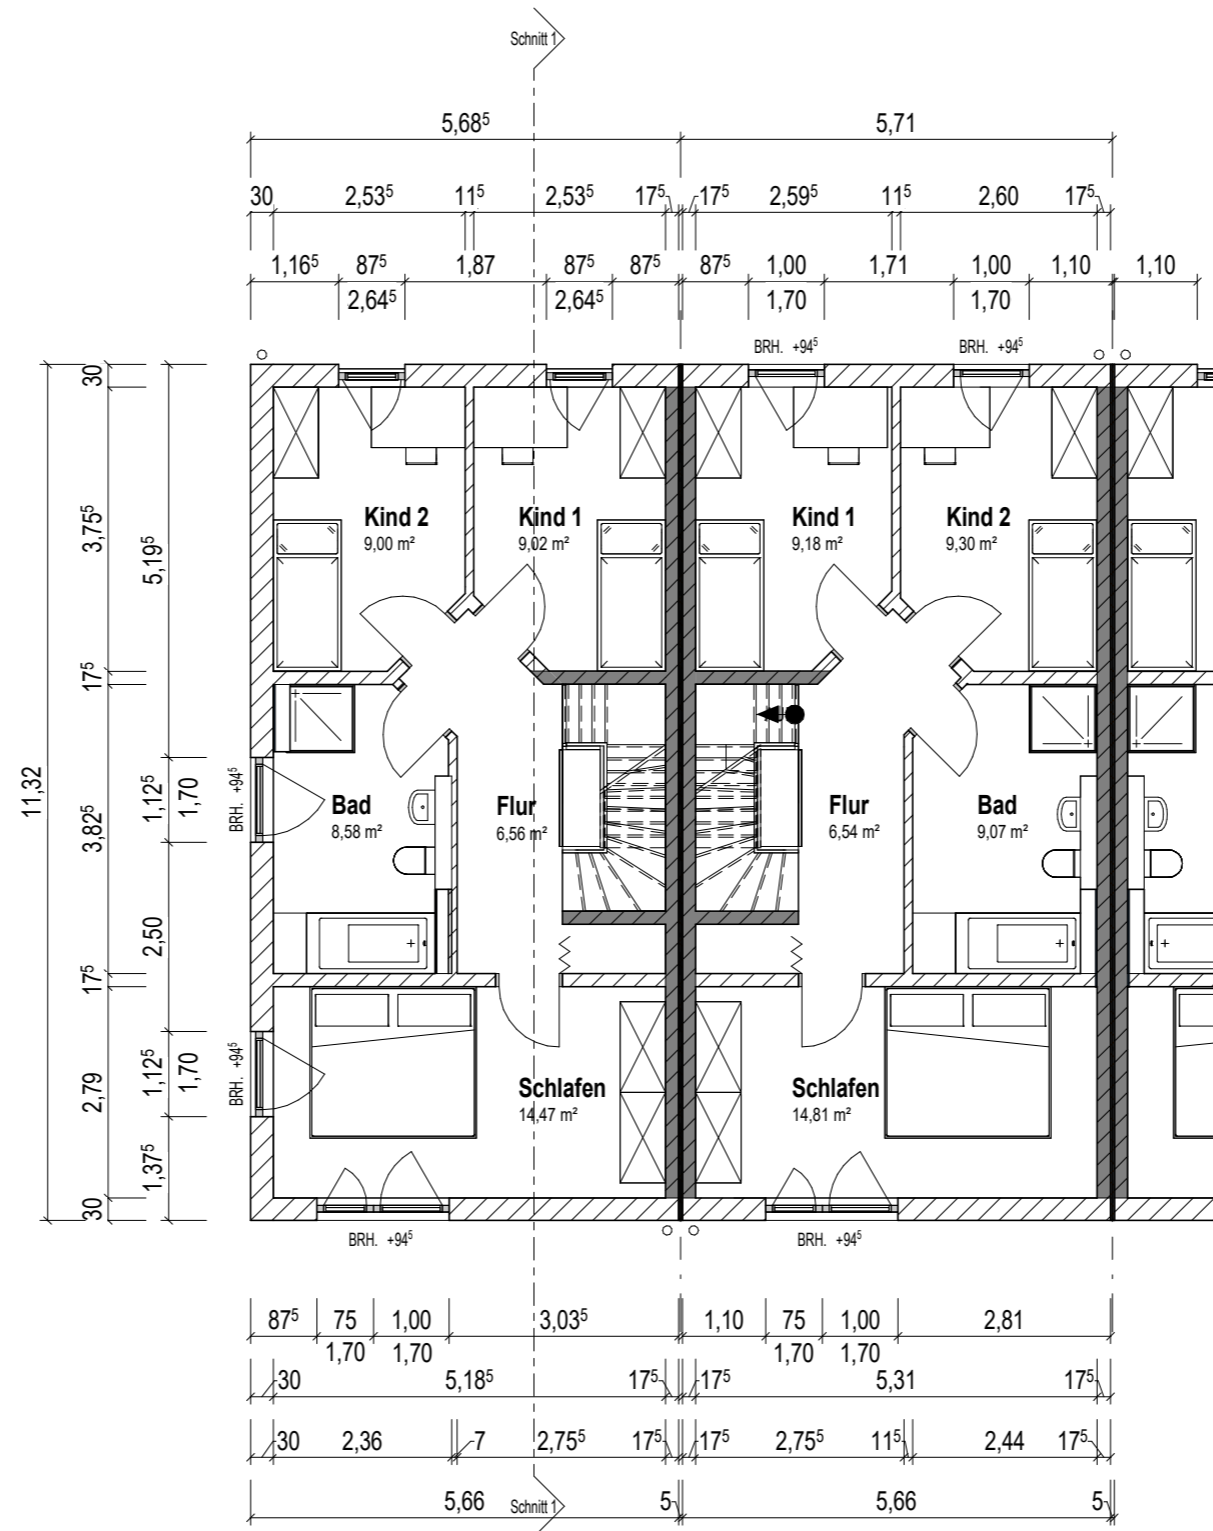 Schnitt 1
5,68⁵ 5,71
30 2,53⁵ 11⁵ 2,53⁵ 17⁵ 17⁵ 2,59⁵ 11⁵ 2,60 17⁵
1,16⁵ 87⁵ 1,87 87⁵ 87⁵ 87⁵ 1,00 1,71 1,00 1,10 1,10
2,64⁵ 2,64⁵ 1,70 1,70
BRH. +94⁵ BRH. +94⁵
11,32
30
3,75⁵
17⁵
3,82⁵
17⁵
2,79
30
5,19⁵
1,12⁵
1,70
2,50
1,12⁵
1,70
1,37⁵
BRH. +94⁵
BRH. +94⁵
Kind 2
9,00 m²
Kind 1
9,02 m²
Kind 1
9,18 m²
Kind 2
9,30 m²
Bad
8,58 m²
Flur
6,56 m²
Flur
6,54 m²
Bad
9,07 m²
Schlafen
14,47 m²
Schlafen
14,81 m²
BRH. +94⁵ BRH. +94⁵
87⁵ 75 1,00 3,03⁵ 1,10 75 1,00 2,81
1,70 1,70 1,70 1,70
30 5,18⁵ 17⁵ 17⁵ 5,31 17⁵
30 2,36 7 2,75⁵ 17⁵ 17⁵ 2,75⁵ 11⁵ 2,44 17⁵
5,66 Schnitt 1 5 5,66 5